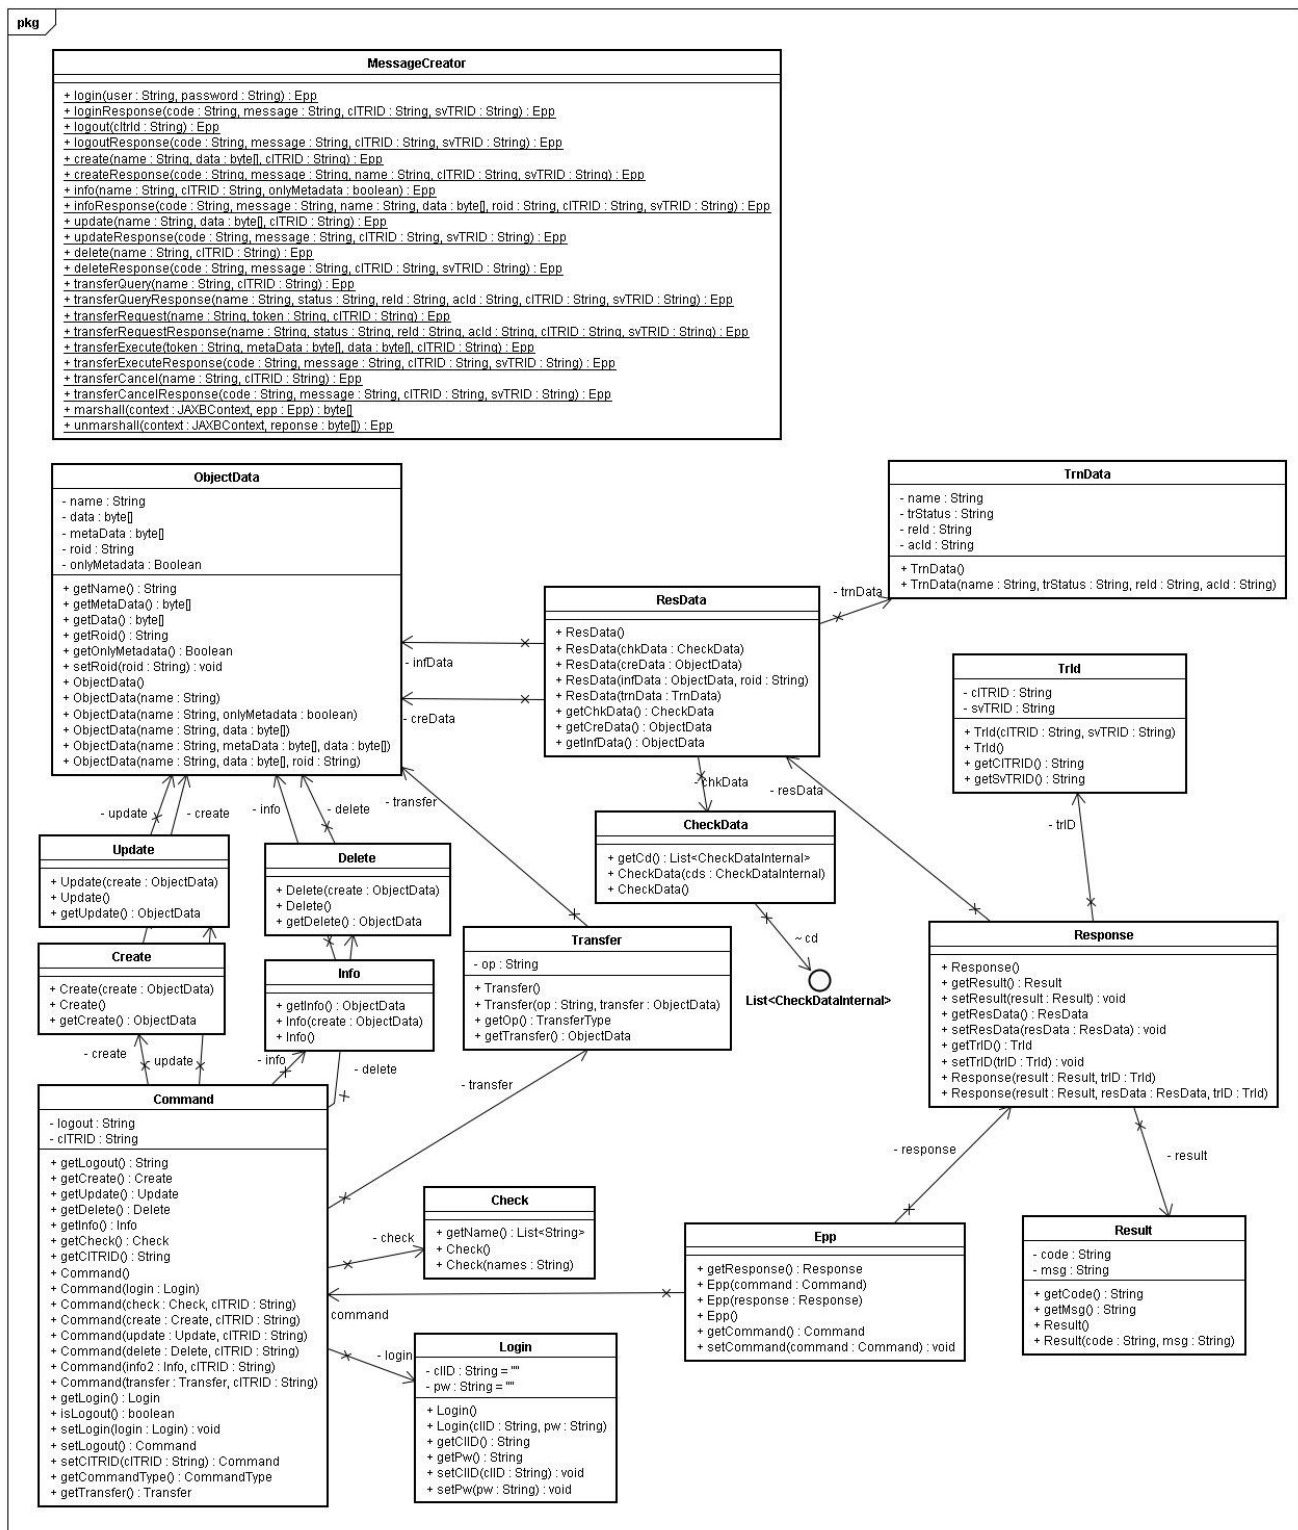 pkg
MessageCreator
+ login(user : String, password : String) : Epp
+ loginResponse(code : String, message : String, clTRID : String, svTRID : String) : Epp
+ logout(cltrId : String) : Epp
+ logoutResponse(code : String, message : String, clTRID : String, svTRID : String) : Epp
+ create(name : String, data : byte[], clTRID : String) : Epp
+ createResponse(code : String, message : String, name : String, clTRID : String, svTRID : String) : Epp
+ info(name : String, clTRID : String, onlyMetadata : boolean) : Epp
+ infoResponse(code : String, message : String, name : String, data : byte[], roid : String, clTRID : String, svTRID : String) : Epp
+ update(name : String, data : byte[], clTRID : String) : Epp
+ updateResponse(code : String, message : String, clTRID : String, svTRID : String) : Epp
+ delete(name : String, clTRID : String) : Epp
+ deleteResponse(code : String, message : String, clTRID : String, svTRID : String) : Epp
+ transferQuery(name : String, clTRID : String) : Epp
+ transferQueryResponse(name : String, status : String, reId : String, acId : String, clTRID : String, svTRID : String) : Epp
+ transferRequest(name : String, token : String, clTRID : String) : Epp
+ transferRequestResponse(name : String, status : String, reId : String, acId : String, clTRID : String, svTRID : String) : Epp
+ transferExecute(token : String, metaData : byte[], data : byte[], clTRID : String) : Epp
+ transferExecuteResponse(code : String, message : String, clTRID : String, svTRID : String) : Epp
+ transferCancel(name : String, clTRID : String) : Epp
+ transferCancelResponse(code : String, message : String, clTRID : String, svTRID : String) : Epp
+ marshall(context : JAXBContext, epp : Epp) : byte[]
+ unmarshall(context : JAXBContext, reponse : byte[]) : Epp
ObjectData
- name : String
- data : byte[]
- metaData : byte[]
- roid : String
- onlyMetadata : Boolean
+ getName() : String
+ getMetaData() : byte[]
+ getData() : byte[]
+ getRoid() : String
+ getOnlyMetadata() : Boolean
+ setRoid(roid : String) : void
+ ObjectData()
+ ObjectData(name : String)
+ ObjectData(name : String, onlyMetadata : boolean)
+ ObjectData(name : String, data : byte[])
+ ObjectData(name : String, metaData : byte[], data : byte[])
+ ObjectData(name : String, data : byte[], roid : String)
- infData
- creData
ResData
+ ResData()
+ ResData(chkData : CheckData)
+ ResData(creData : ObjectData)
+ ResData(infData : ObjectData, roid : String)
+ ResData(trnData : TrnData)
+ getChkData() : CheckData
+ getCreData() : ObjectData
+ getInfData() : ObjectData
- trnData
TrnData
- name : String
- trStatus : String
- reId : String
- acId : String
+ TrnData()
+ TrnData(name : String, trStatus : String, reId : String, acId : String)
TrId
- clTRID : String
- svTRID : String
+ TrId(clTRID : String, svTRID : String)
+ TrId()
+ getClTRID() : String
+ getSvTRID() : String
- update
- create
- info
- delete
- transfer
- chkData
- resData
- trID
Update
+ Update(create : ObjectData)
+ Update()
+ getUpdate() : ObjectData
Delete
+ Delete(create : ObjectData)
+ Delete()
+ getDelete() : ObjectData
CheckData
+ getCd() : List<CheckDataInternal>
+ CheckData(cds : CheckDataInternal)
+ CheckData()
~ cd
List<CheckDataInternal>
Create
+ Create(create : ObjectData)
+ Create()
+ getCreate() : ObjectData
Info
+ getInfo() : ObjectData
+ Info(create : ObjectData)
+ Info()
Transfer
- op : String
+ Transfer()
+ Transfer(op : String, transfer : ObjectData)
+ getOp() : TransferType
+ getTransfer() : ObjectData
Response
+ Response()
+ getResult() : Result
+ setResult(result : Result) : void
+ getResData() : ResData
+ setResData(resData : ResData) : void
+ getTrID() : TrId
+ setTrID(trID : TrId) : void
+ Response(result : Result, trID : TrId)
+ Response(result : Result, resData : ResData, trID : TrId)
- create
- update
- info
- delete
- transfer
- response
- result
Command
- logout : String
- clTRID : String
+ getLogout() : String
+ getCreate() : Create
+ getUpdate() : Update
+ getDelete() : Delete
+ getInfo() : Info
+ getCheck() : Check
+ getClTRID() : String
+ Command()
+ Command(login : Login)
+ Command(check : Check, clTRID : String)
+ Command(create : Create, clTRID : String)
+ Command(update : Update, clTRID : String)
+ Command(delete : Delete, clTRID : String)
+ Command(info2 : Info, clTRID : String)
+ Command(transfer : Transfer, clTRID : String)
+ getLogin() : Login
+ isLogout() : boolean
+ setLogin(login : Login) : void
+ setLogout() : Command
+ setClTRID(clTRID : String) : Command
+ getCommandType() : CommandType
+ getTransfer() : Transfer
- check
Check
+ getName() : List<String>
+ Check()
+ Check(names : String)
command
- login
Login
- clID : String = ""
- pw : String = ""
+ Login()
+ Login(clID : String, pw : String)
+ getClID() : String
+ getPw() : String
+ setClID(clID : String) : void
+ setPw(pw : String) : void
Epp
+ getResponse() : Response
+ Epp(command : Command)
+ Epp(response : Response)
+ Epp()
+ getCommand() : Command
+ setCommand(command : Command) : void
Result
- code : String
- msg : String
+ getCode() : String
+ getMsg() : String
+ Result()
+ Result(code : String, msg : String)